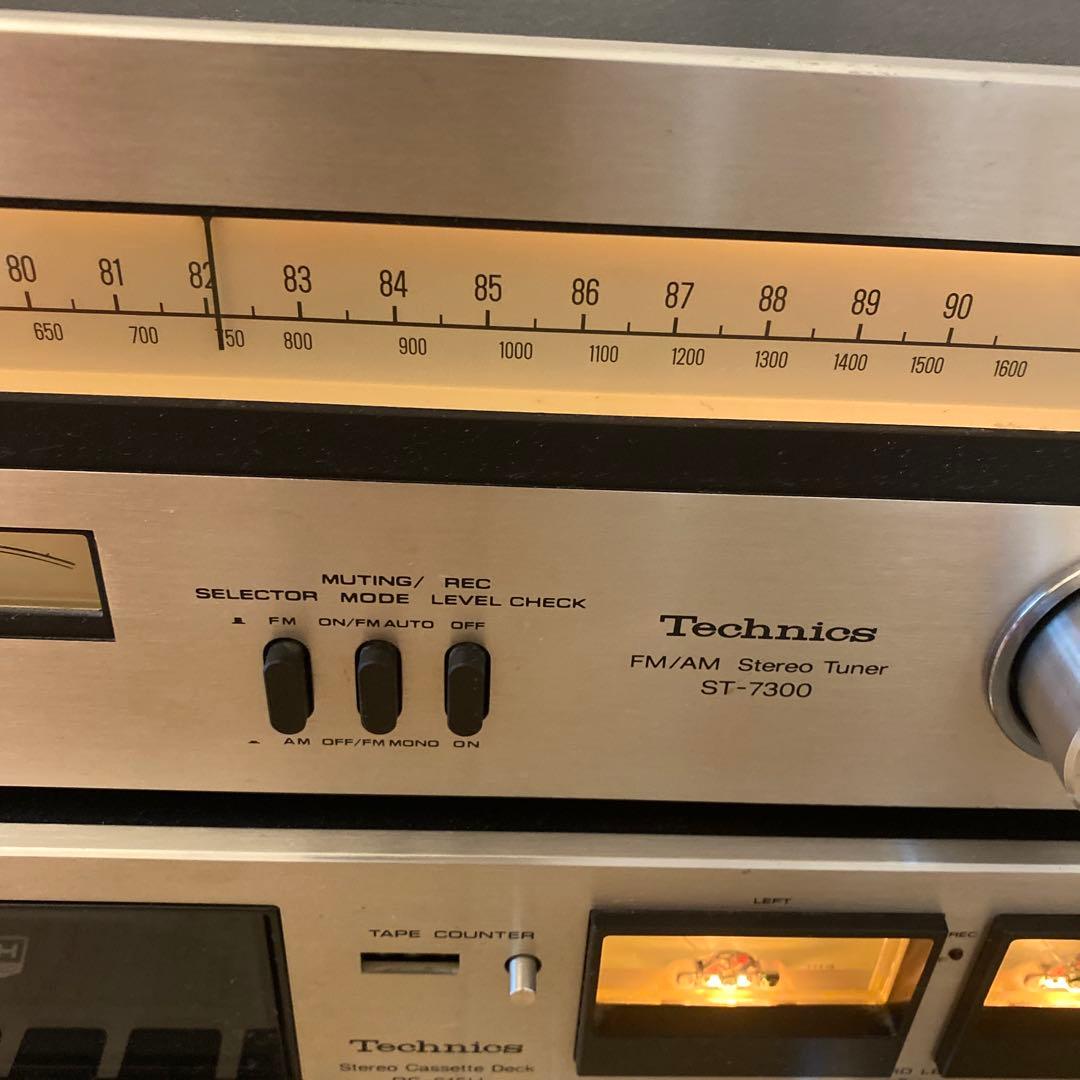 80 81 82 83 84 85 86 87 88 89 90
650 700 750 800 900 1000 1100 1200 1300 1400 1500 1600
MUTING/ REC
SELECTOR MODE LEVEL CHECK
FM ON/FM AUTO OFF
AM OFF/FM MONO ON
Technics
FM/AM Stereo Tuner
ST-7300
LEFT
TAPE COUNTER
REC
Technics
Stereo Cassette Deck